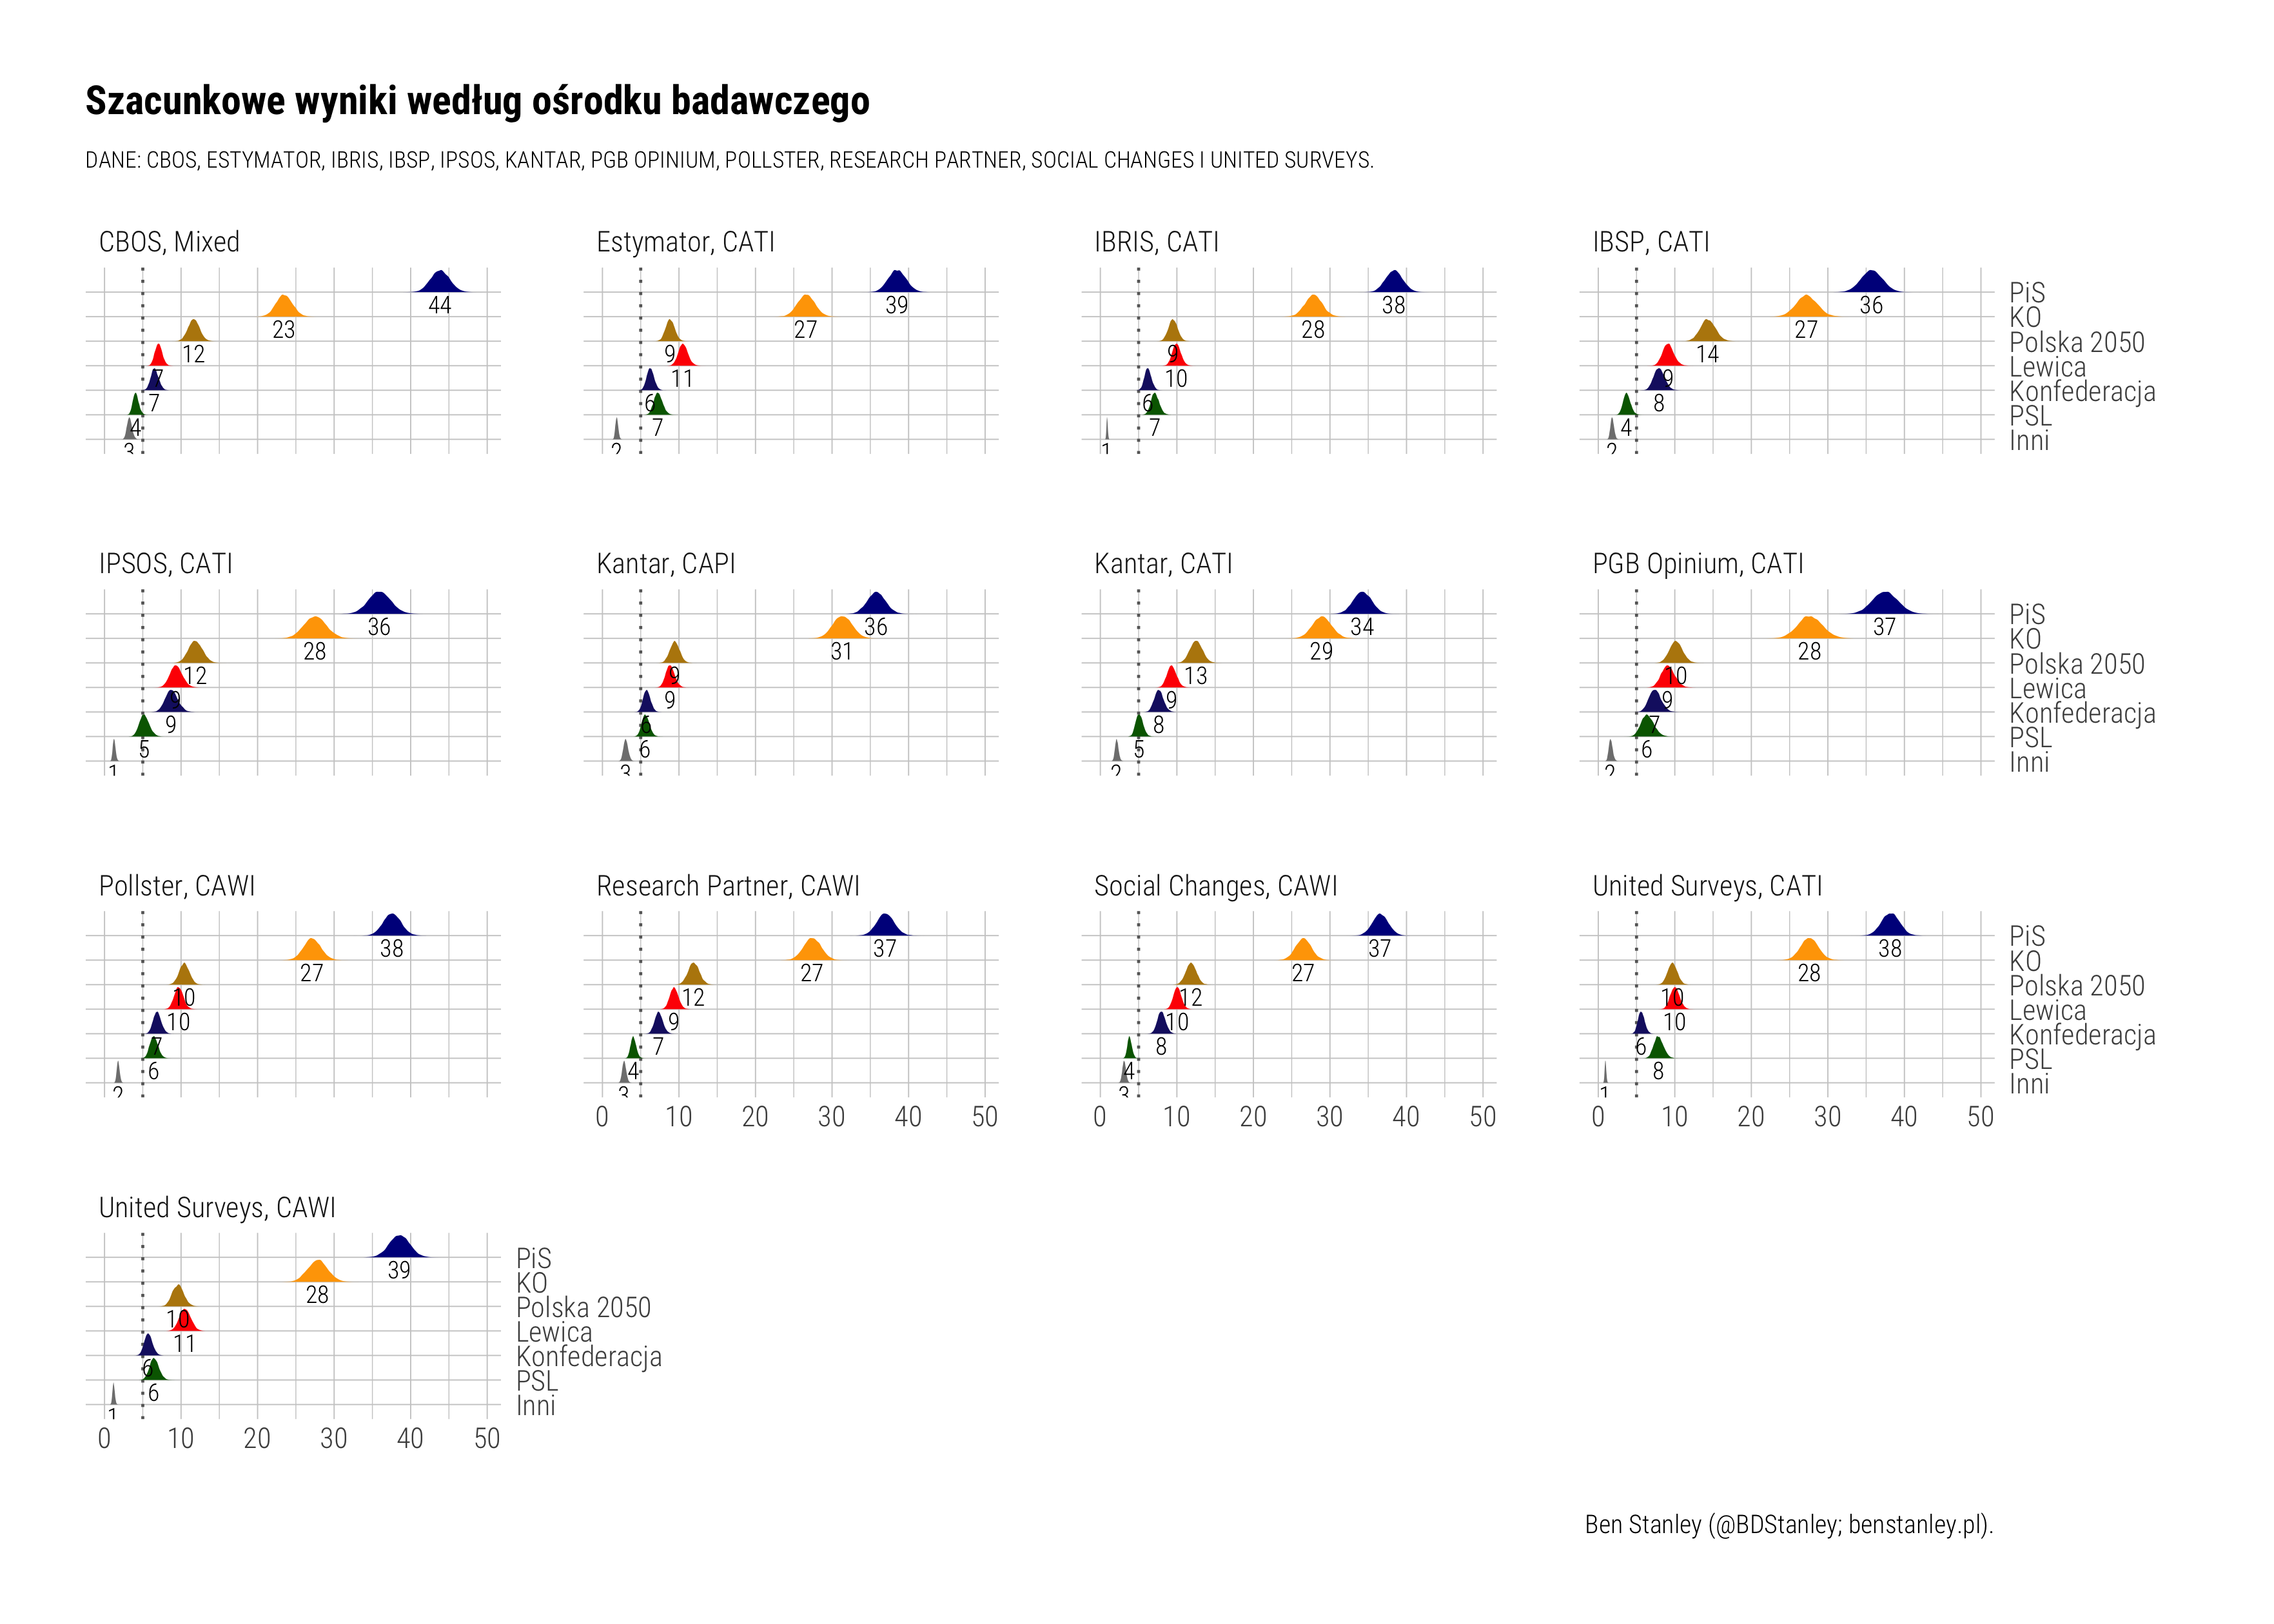 Szacunkowe wyniki według ośrodku badawczego
DANE: CBOS, ESTYMATOR, IBRIS, IBSP, IPSOS, KANTAR, PGB OPINIUM, POLLSTER, RESEARCH PARTNER, SOCIAL CHANGES I UNITED SURVEYS.
CBOS, Mixed
44
23
12
7
7
4
3
Estymator, CATI
39
27
9
11
6
7
2
IBRIS, CATI
38
28
9
10
6
7
1
IBSP, CATI
36
27
14
9
8
4
2
PiS
KO
Polska 2050
Lewica
Konfederacja
PSL
Inni
IPSOS, CATI
36
28
12
9
9
5
1
Kantar, CAPI
36
31
9
9
6
6
3
Kantar, CATI
34
29
13
9
8
5
2
PGB Opinium, CATI
37
28
10
9
7
6
2
PiS
KO
Polska 2050
Lewica
Konfederacja
PSL
Inni
Pollster, CAWI
38
27
10
10
7
6
2
Research Partner, CAWI
37
27
12
9
7
4
3
0 10 20 30 40 50
Social Changes, CAWI
37
27
12
10
8
4
3
0 10 20 30 40 50
United Surveys, CATI
38
28
10
10
6
8
1
PiS
KO
Polska 2050
Lewica
Konfederacja
PSL
Inni
0 10 20 30 40 50
United Surveys, CAWI
39
28
10
11
6
6
1
PiS
KO
Polska 2050
Lewica
Konfederacja
PSL
Inni
0 10 20 30 40 50
Ben Stanley (@BDStanley; benstanley.pl).